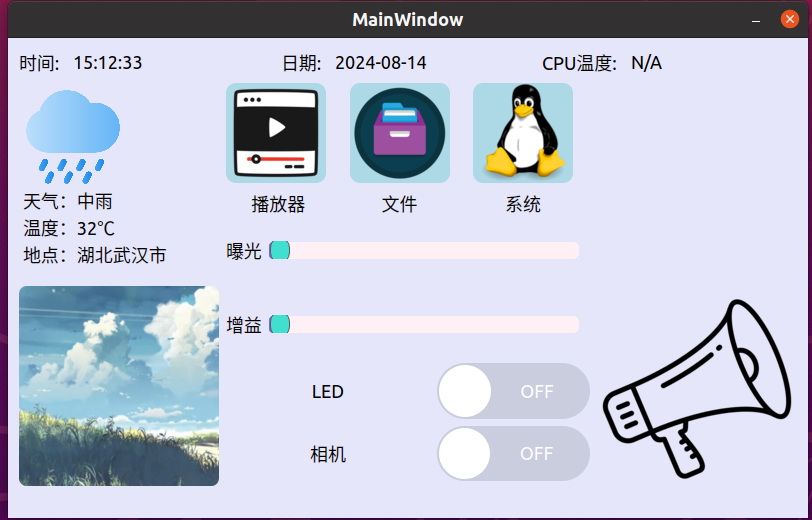 MainWindow
时间: 15:12:33 日期: 2024-08-14 CPU温度: N/A
播放器 文件 系统
天气：中雨
温度：32℃
地点：湖北武汉市
曝光
增益
LED OFF
相机 OFF